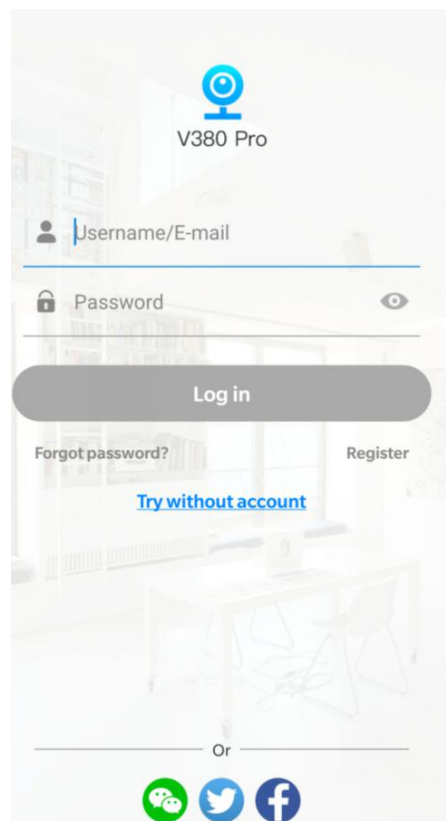 V380 Pro
Username/E-mail
Password
Log in
Forgot password? Register
Try without account
Or